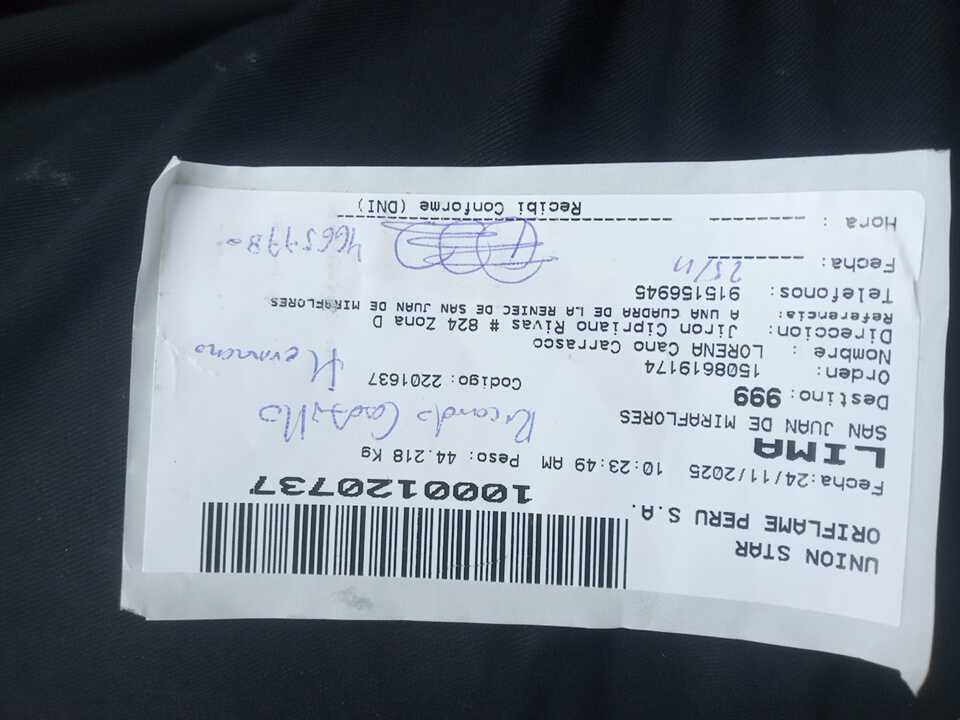 UNION STAR
ORIFLAME PERU S.A.
1000120737
Fecha:24/11/2025 10:23:49 AM Peso: 44.218 Kg
LIMA
SAN JUAN DE MIRAFLORES
Ricardo Castillo
Destino: 999
Codigo: 2201637
Hermano
Orden: 1508619174
Nombre : LORENA Cano Carrasco
Direccion: Jiron Cipriano Rivas # 824 Zona D
Referencia: A UNA CUADRA DE LA RENIEC DE SAN JUAN DE MIRAFLORES
Telefonos: 915156945
Fecha: 25/11
Hora :
Recibi Conforme (DNI)